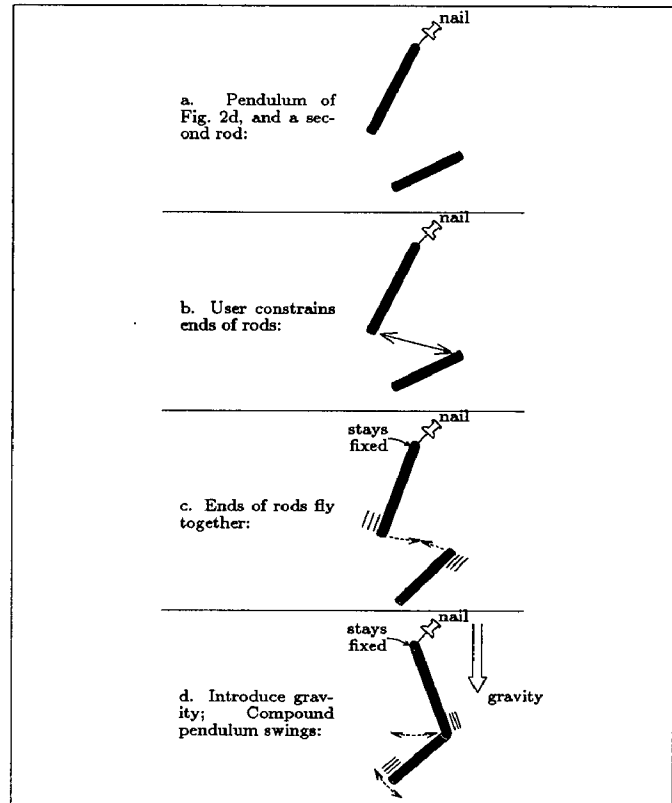 nail
a. Pendulum of
Fig. 2d, and a sec-
ond rod:
nail
b. User constrains
ends of rods:
nail
stays
fixed
c. Ends of rods fly
together:
nail
stays
fixed
gravity
d. Introduce grav-
ity; Compound
pendulum swings: